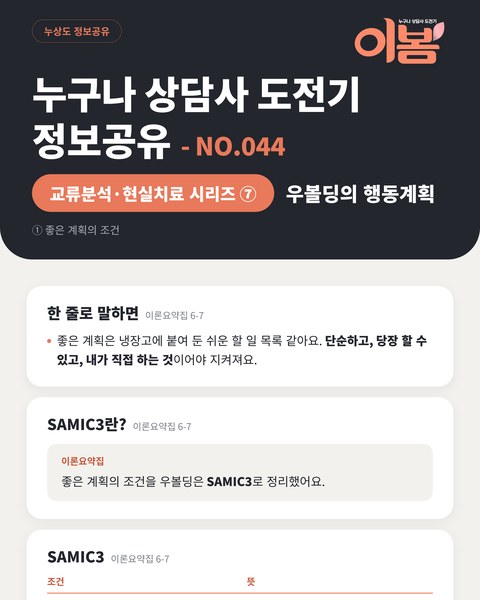 누상도 정보공유
누구나 상담사 도전기
이봄
누구나 상담사 도전기
정보공유 - NO.044
교류분석·현실치료 시리즈 ⑦ 우볼딩의 행동계획
① 좋은 계획의 조건
한 줄로 말하면 이론요약집 6-7
• 좋은 계획은 냉장고에 붙여 둔 쉬운 할 일 목록 같아요. 단순하고, 당장 할 수
있고, 내가 직접 하는 것이어야 지켜져요.
SAMIC3란? 이론요약집 6-7
이론요약집
좋은 계획의 조건을 우볼딩은 SAMIC3로 정리했어요.
SAMIC3 이론요약집 6-7
조건 뜻